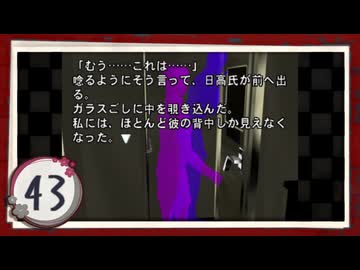 「むう……これは……」
唸るようにそう言って、日高氏が前へ出
る。
ガラスごしに中を覗き込んだ。
私には、ほとんど彼の背中しか見えなく
なった。▼
43